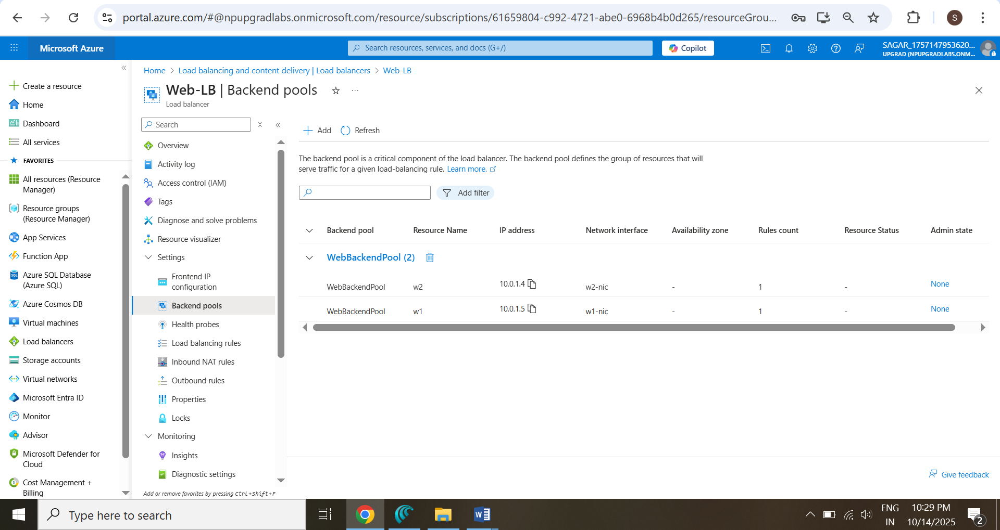 portal.azure.com/#@npupgradlabs.onmicrosoft.com/resource/subscriptions/61659804-c992-4721-abe0-6968b4b0d265/resourceGrou...
S
Microsoft Azure
Search resources, services, and docs (G+/)
Copilot
SAGAR_1757147953620...
UPGRAD (NPUPGRADLABS.ONM...
Create a resource
Home
Dashboard
All services
FAVORITES
All resources (Resource
Manager)
Resource groups
(Resource Manager)
App Services
Function App
Azure SQL Database
(Azure SQL)
Azure Cosmos DB
Virtual machines
Load balancers
Storage accounts
Virtual networks
Microsoft Entra ID
Monitor
Advisor
Microsoft Defender for
Cloud
Cost Management +
Billing
Home > Load balancing and content delivery | Load balancers > Web-LB
Web-LB | Backend pools
Load balancer
Search
Overview
Activity log
Access control (IAM)
Tags
Diagnose and solve problems
Resource visualizer
Settings
Frontend IP
configuration
Backend pools
Health probes
Load balancing rules
Inbound NAT rules
Outbound rules
Properties
Locks
Monitoring
Insights
Diagnostic settings
Add or remove favorites by pressing Ctrl+Shift+F
Add Refresh
The backend pool is a critical component of the load balancer. The backend pool defines the group of resources that will
serve traffic for a given load-balancing rule. Learn more.
Add filter
Backend pool Resource Name IP address Network interface Availability zone Rules count Resource Status Admin state
WebBackendPool (2)
WebBackendPool w2 10.0.1.4 w2-nic - 1 - None
WebBackendPool w1 10.0.1.5 w1-nic - 1 - None
Give feedback
Type here to search
ENG
IN
10:29 PM
10/14/2025
2